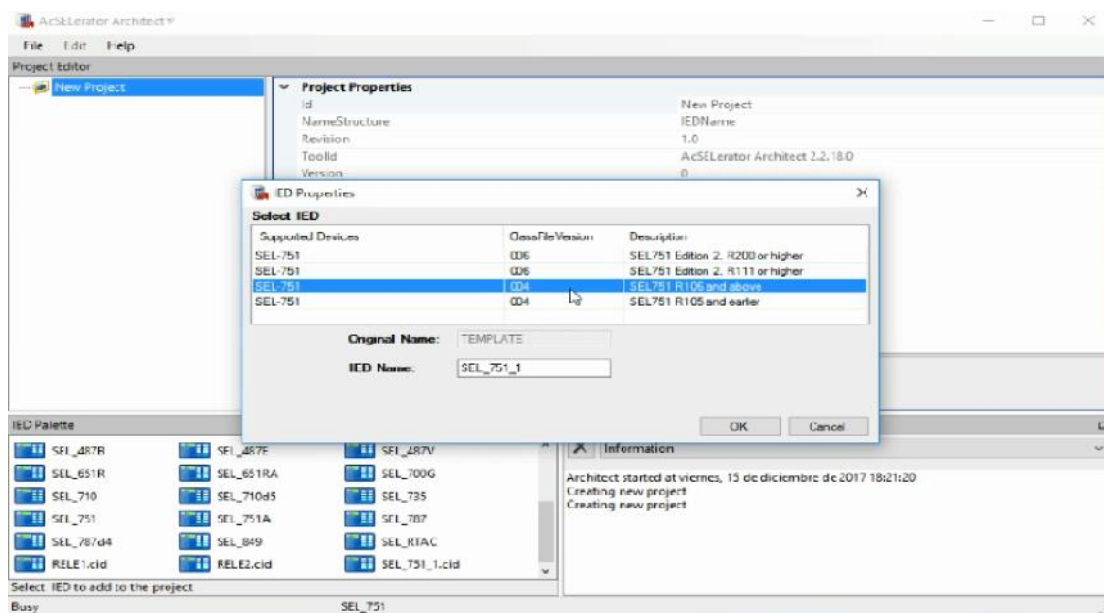 AcSELerator Architect®
File Edit Help
Project Editor
New Project
Project Properties
Id New Project
NameStructure IEDName
Revision 1.0
ToolId AcSELerator Architect 2.2.18.0
Version 0
IED Properties
Select IED
Supported Devices ClassFileVersion Description
SEL-751 006 SEL751 Edition 2, R200 or higher
SEL-751 006 SEL751 Edition 2, R111 or higher
SEL-751 004 SEL751 R106 and above
SEL-751 004 SEL751 R105 and earlier
Original Name: TEMPLATE
IED Name: SEL_751_1
OK Cancel
IED Palette
SEL_487B SEL_487E SEL_487V
SEL_651R SEL_651RA SEL_700G
SEL_710 SEL_710d5 SEL_735
SEL_751 SEL_751A SEL_787
SEL_787d4 SEL_849 SEL_RTAC
RELE1.cid RELE2.cid SEL_751_1.cid
Select IED to add to the project
Information
Architect started at viernes, 15 de diciembre de 2017 18:21:20
Creating new project
Creating new project
Busy SEL_751